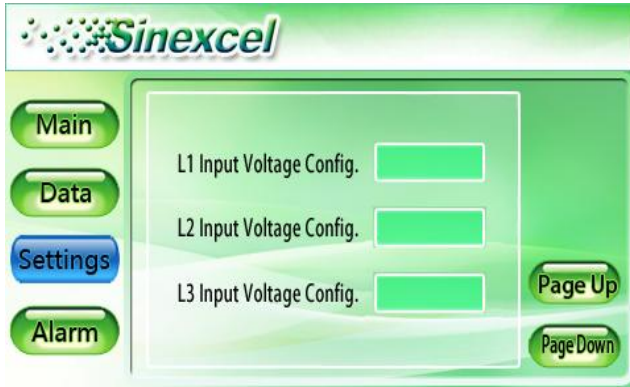 Sinexcel
Main
Data
Settings
Alarm
L1 Input Voltage Config.
L2 Input Voltage Config.
L3 Input Voltage Config.
Page Up
Page Down